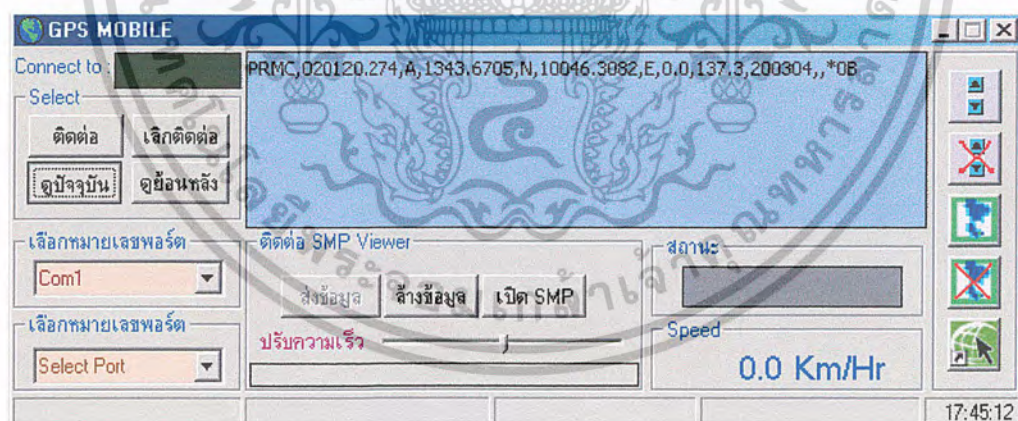 GPS MOBILE
Connect to :
PRMC,020120.274,A,1343.6705,N,10046.3082,E,0.0,137.3,200304,,*0B
Select
ติดต่อ
เลิกติดต่อ
ดูปัจจุบัน
ดูย้อนหลัง
เลือกหมายเลขพอร์ต
Com1
เลือกหมายเลขพอร์ต
Select Port
ติดต่อ SMP Viewer
ส่งข้อมูล
ล้างข้อมูล
เปิด SMP
ปรับความเร็ว
สถานะ
Speed
0.0 Km/Hr
17:45:12